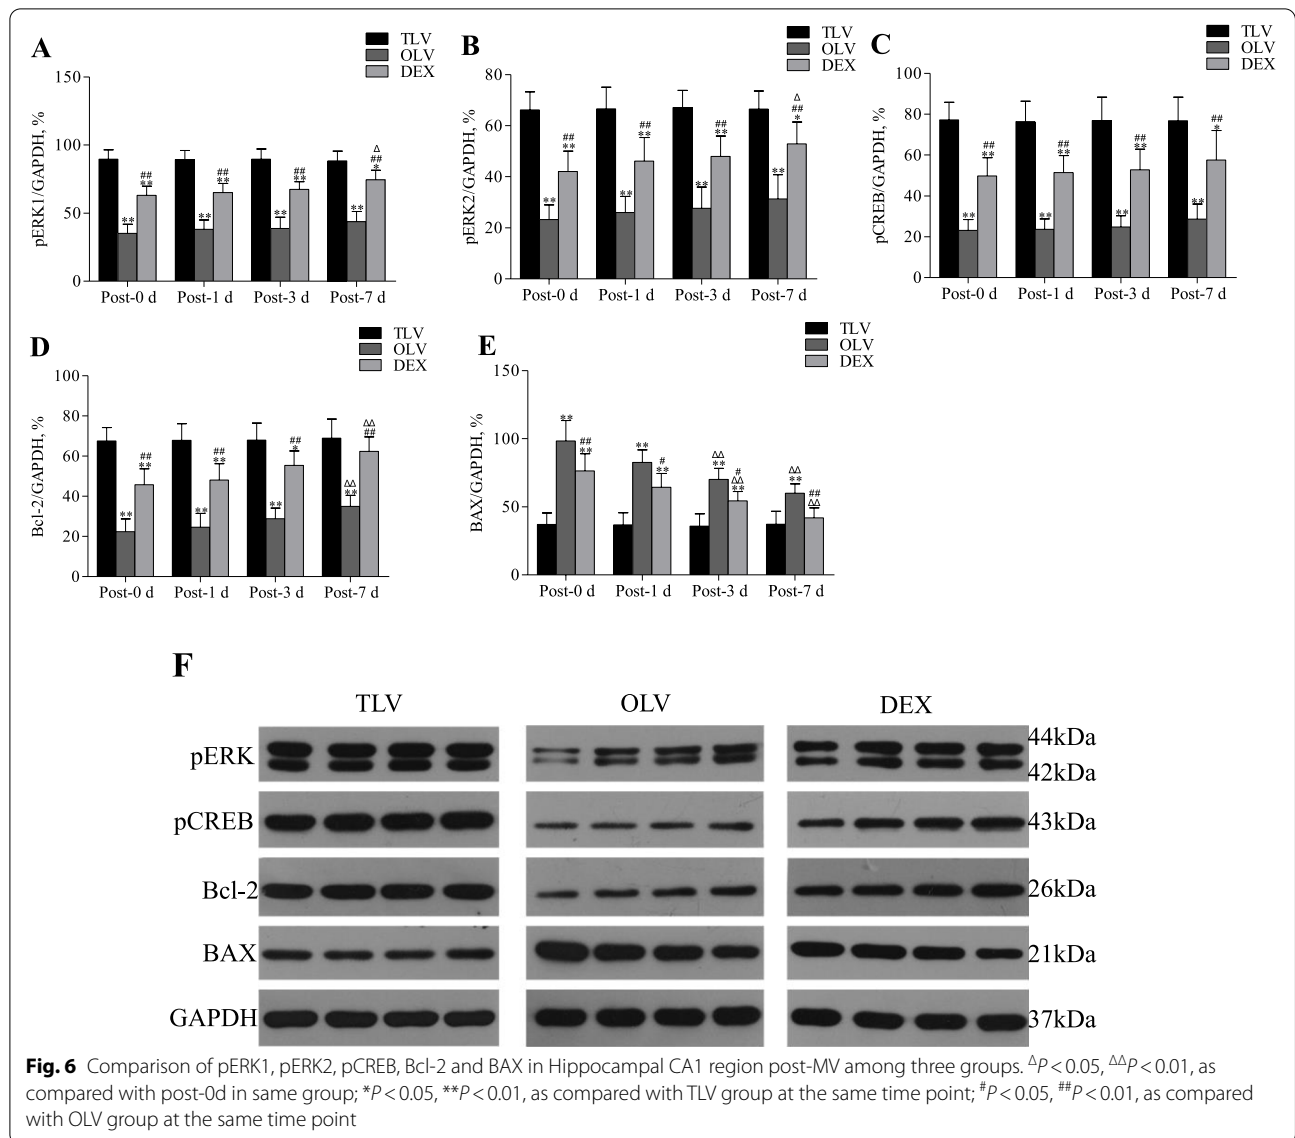 A
TLV
OLV
DEX
pERK1/GAPDH, %
150
100
50
0
**
##
**
**
##
**
**
##
**
**
Δ
##
*
Post-0 d Post-1 d Post-3 d Post-7 d
B
TLV
OLV
DEX
pERK2/GAPDH, %
80
60
40
20
0
**
##
**
**
##
**
**
##
**
**
Δ
##
*
Post-0 d Post-1 d Post-3 d Post-7 d
C
TLV
OLV
DEX
pCREB/GAPDH, %
100
80
60
40
20
0
**
##
**
**
##
**
**
##
**
**
##
*
Post-0 d Post-1 d Post-3 d Post-7 d
D
TLV
OLV
DEX
Bcl-2/GAPDH, %
100
80
60
40
20
0
**
##
**
**
##
**
**
##
*
ΔΔ
**
ΔΔ
##
Post-0 d Post-1 d Post-3 d Post-7 d
E
TLV
OLV
DEX
BAX/GAPDH, %
150
100
50
0
**
##
**
**
#
**
ΔΔ
**
#
ΔΔ
**
ΔΔ
**
##
ΔΔ
Post-0 d Post-1 d Post-3 d Post-7 d
F
TLV OLV DEX
pERK 44kDa
42kDa
pCREB 43kDa
Bcl-2 26kDa
BAX 21kDa
GAPDH 37kDa
Fig. 6 Comparison of pERK1, pERK2, pCREB, Bcl-2 and BAX in Hippocampal CA1 region post-MV among three groups. ΔP < 0.05, ΔΔP < 0.01, as
compared with post-0d in same group; *P < 0.05, **P < 0.01, as compared with TLV group at the same time point; #P < 0.05, ##P < 0.01, as compared
with OLV group at the same time point